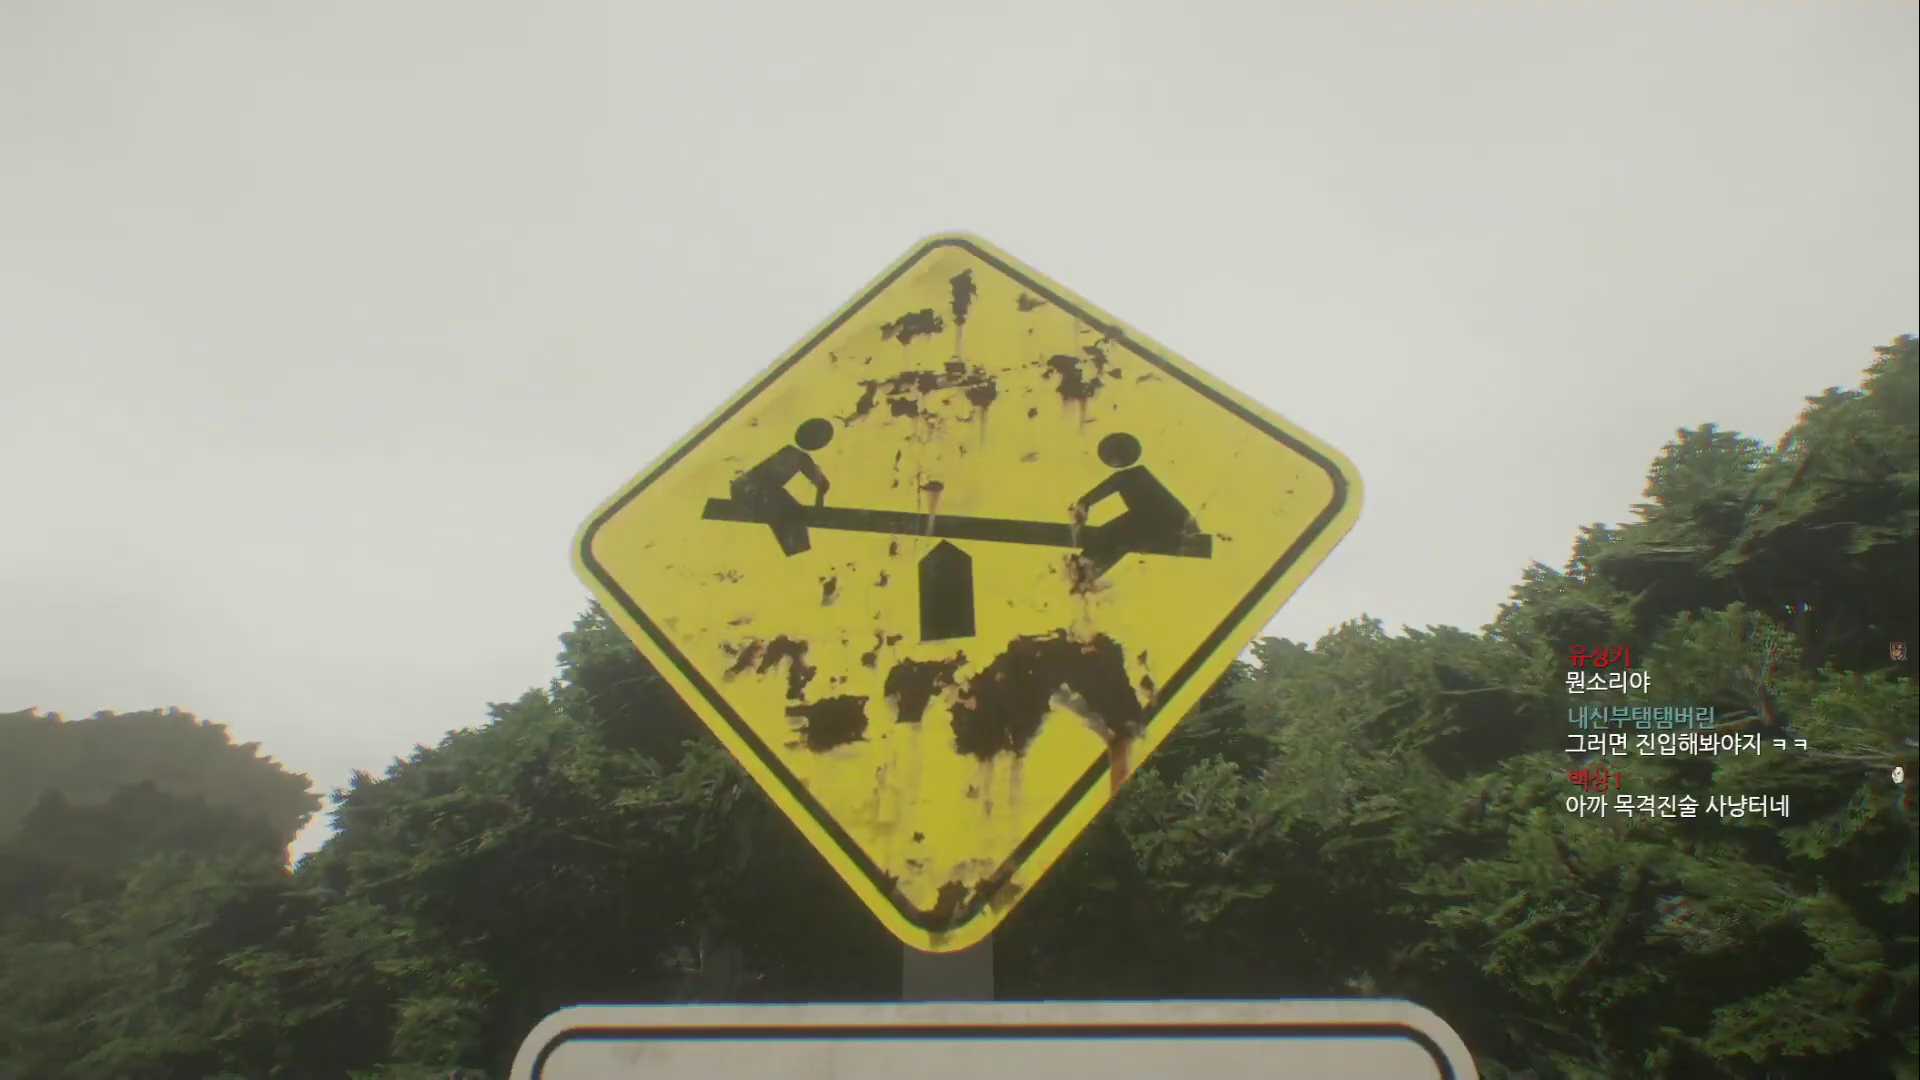 유성키
뭔소리야
내신부탬탬버린
그러면 진입해봐야지 ㅋㅋ
백상1
아까 목격진술 사냥터네